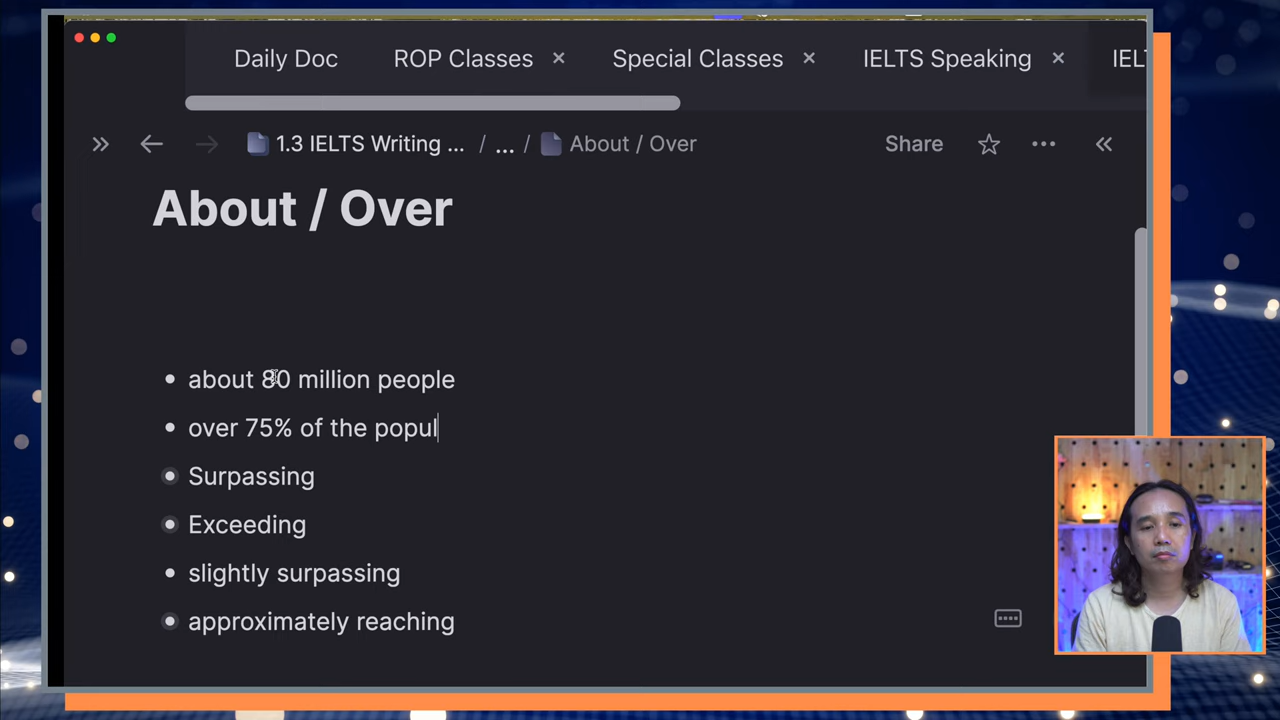 Daily Doc ROP Classes × Special Classes × IELTS Speaking × IELT
1.3 IELTS Writing ... / ... / About / Over Share
About / Over
about 80 million people
over 75% of the popul
Surpassing
Exceeding
slightly surpassing
approximately reaching